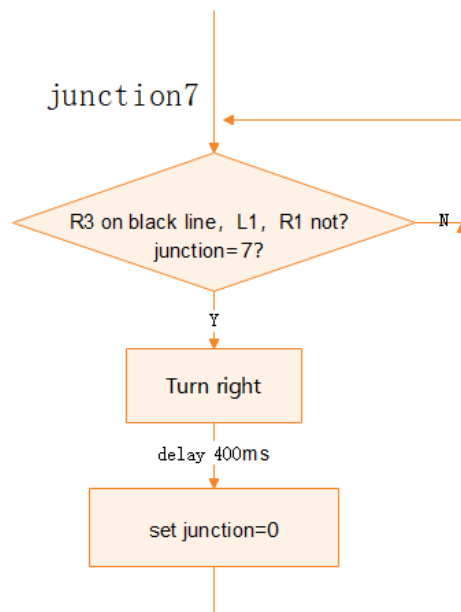 junction7
R3 on black line, L1, R1 not?
junction=7?
N
Y
Turn right
delay 400ms
set junction=0